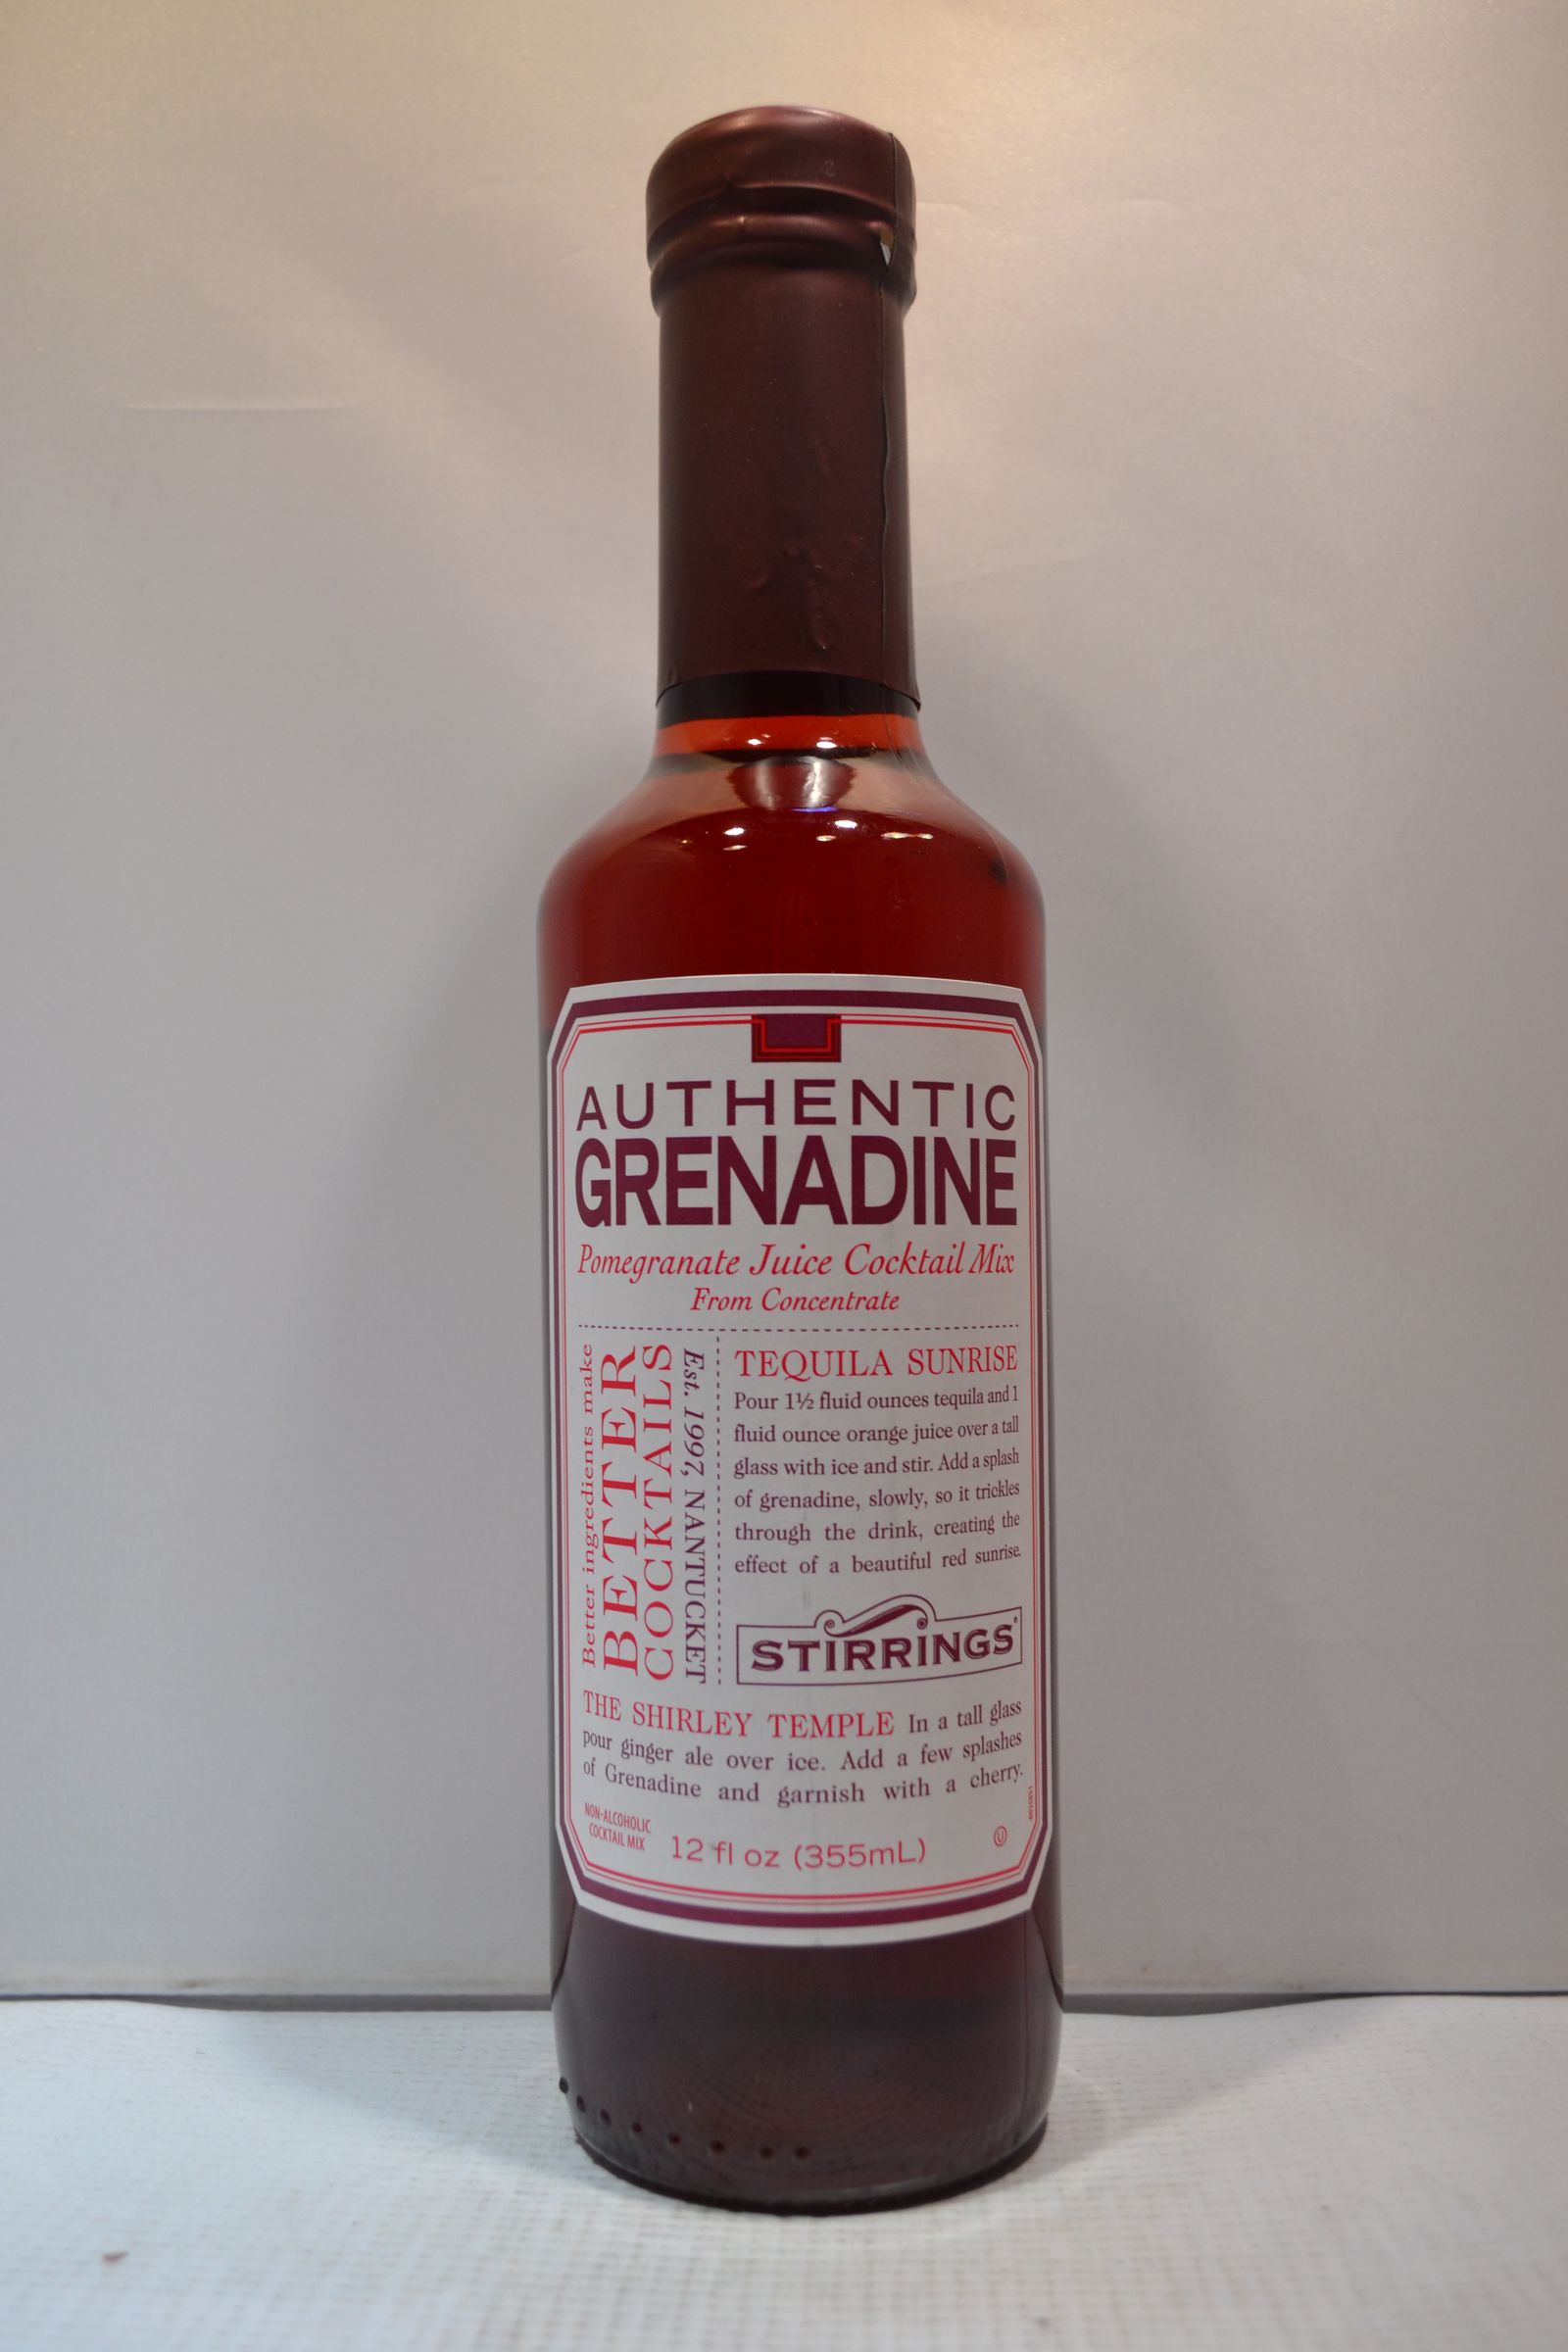 AUTHENTIC
GRENADINE
Pomegranate Juice Cocktail Mix
From Concentrate
Better ingredients make
BETTER
COCKTAILS
Est. 1997, NANTUCKET
TEQUILA SUNRISE
Pour 1½ fluid ounces tequila and 1
fluid ounce orange juice over a tall
glass with ice and stir. Add a splash
of grenadine, slowly, so it trickles
through the drink, creating the
effect of a beautiful red sunrise.
STIRRINGS®
THE SHIRLEY TEMPLE In a tall glass
pour ginger ale over ice. Add a few splashes
of Grenadine and garnish with a cherry.
NON-ALCOHOLIC
COCKTAIL MIX
12 fl oz (355mL)
Ⓤ